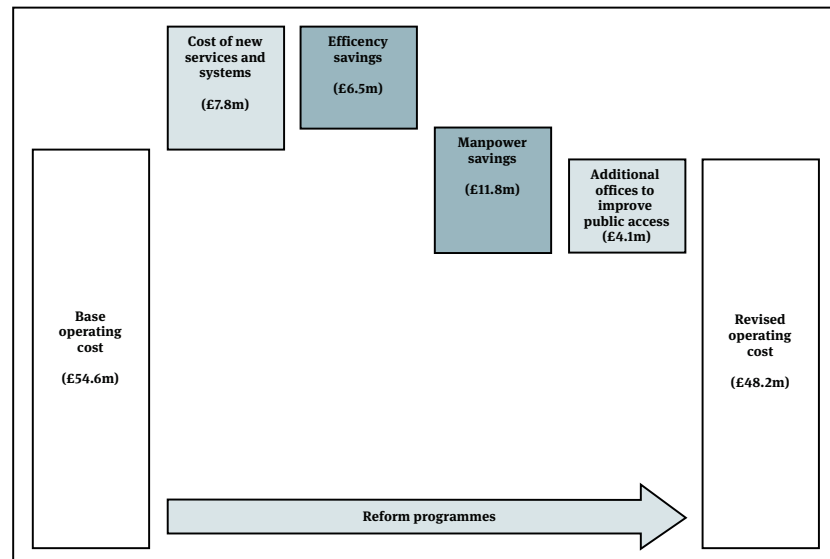 Cost of new
services and
systems
(£7.8m)
Efficency
savings
(£6.5m)
Manpower
savings
(£11.8m)
Additional
offices to
improve
public access
(£4.1m)
Base
operating
cost
(£54.6m)
Revised
operating
cost
(£48.2m)
Reform programmes